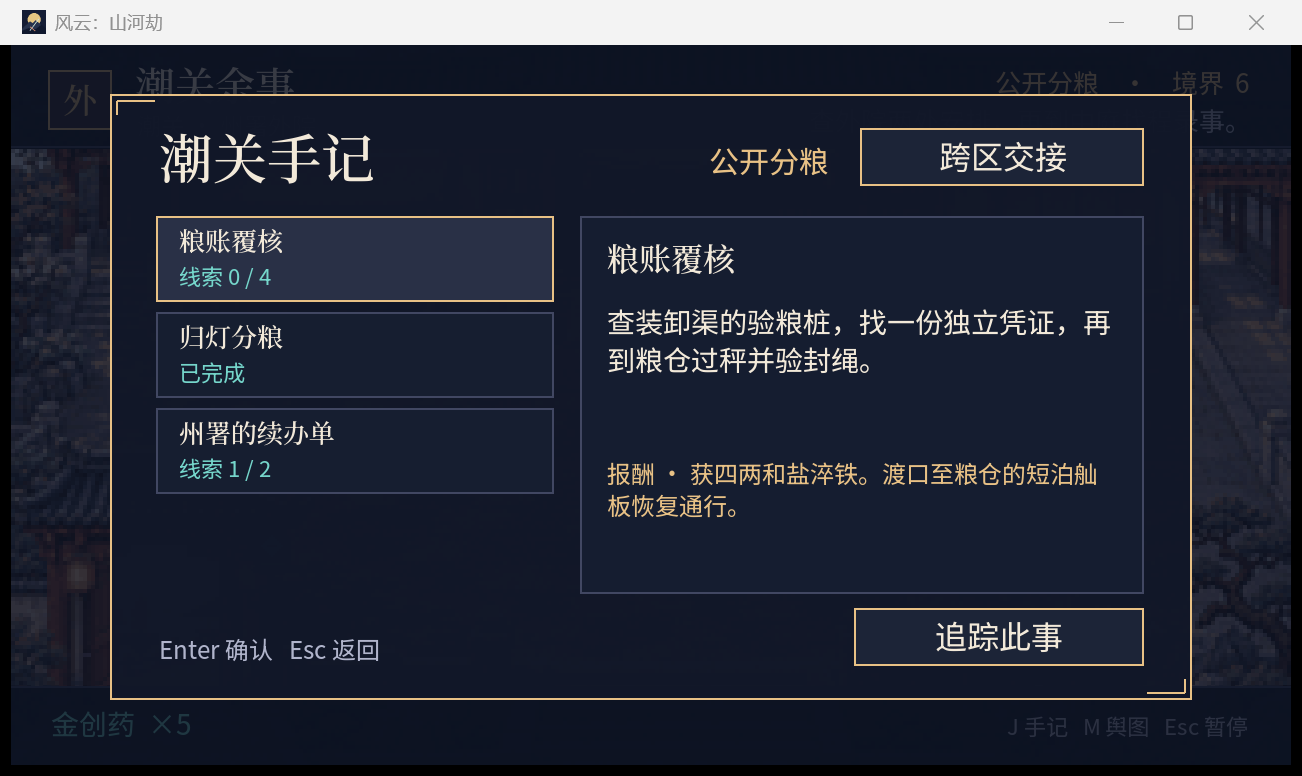 风云：山河劫
外
潮关余事
公开分粮 · 境界 6
事。
潮关手记
公开分粮
跨区交接
粮账覆核
线索 0 / 4
归灯分粮
已完成
州署的续办单
线索 1 / 2
粮账覆核
查装卸渠的验粮桩，找一份独立凭证，再
到粮仓过秤并验封绳。
报酬 · 获四两和盐淬铁。渡口至粮仓的短泊舢
板恢复通行。
追踪此事
Enter 确认 Esc 返回
金创药 ×5
J 手记 M 舆图 Esc 暂停